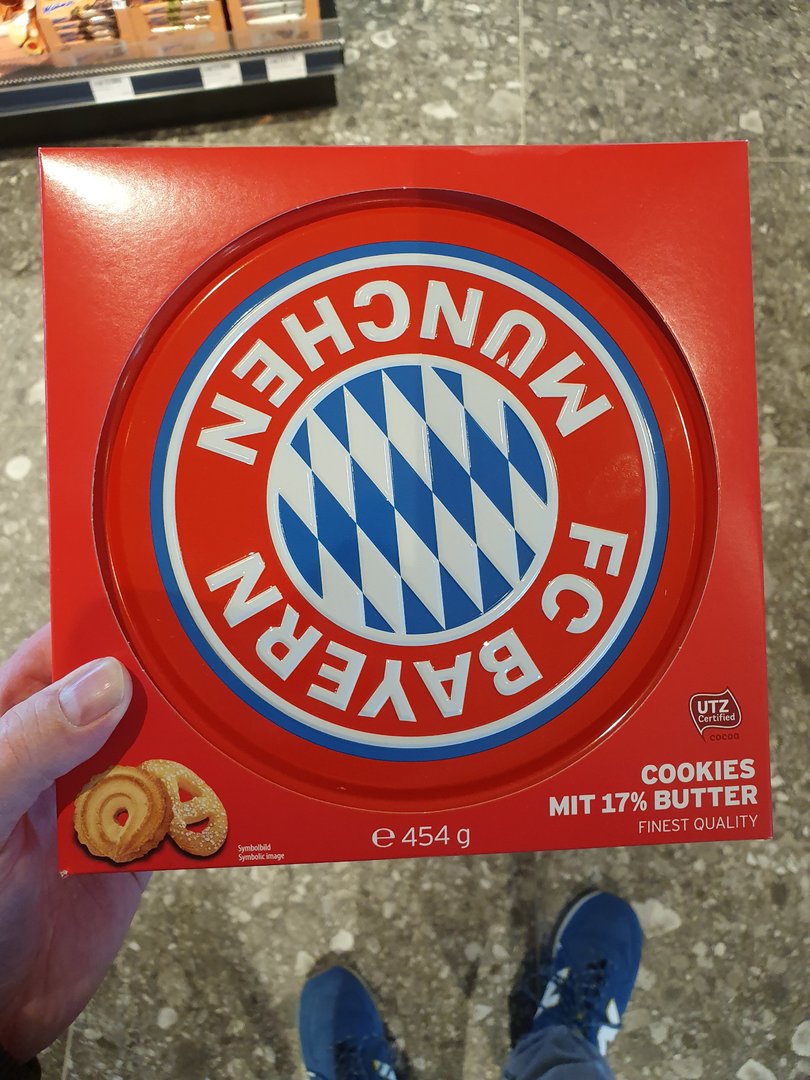 FC BAYERN
MÜNCHEN
UTZ
Certified
cocoa
COOKIES
MIT 17% BUTTER
FINEST QUALITY
℮ 454 g
Symbolbild
Symbolic image